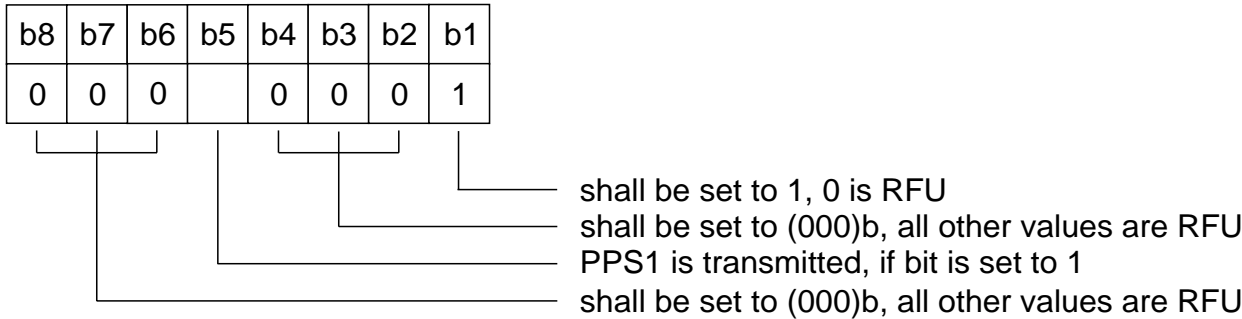 b8 b7 b6 b5 b4 b3 b2 b1
0 0 0 0 0 0 1
shall be set to 1, 0 is RFU
shall be set to (000)b, all other values are RFU
PPS1 is transmitted, if bit is set to 1
shall be set to (000)b, all other values are RFU